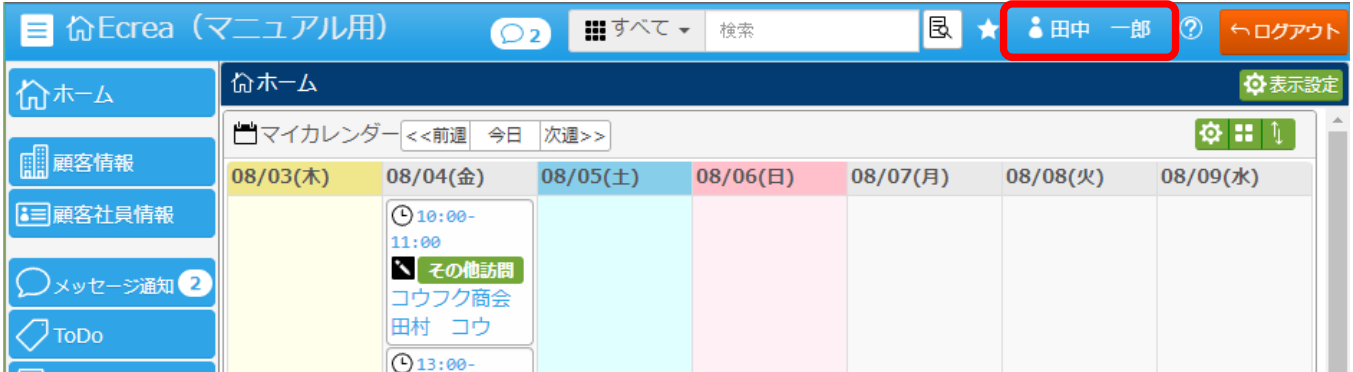 Ecrea（マニュアル用）
2
すべて
検索
田中　一郎
ログアウト
ホーム
顧客情報
顧客社員情報
メッセージ通知 2
ToDo
ホーム
表示設定
マイカレンダー <<前週 今日 次週>>
08/03(木) 08/04(金) 08/05(土) 08/06(日) 08/07(月) 08/08(火) 08/09(水)
10:00-
11:00
その他訪問
コウフク商会
田村　コウ
13:00-